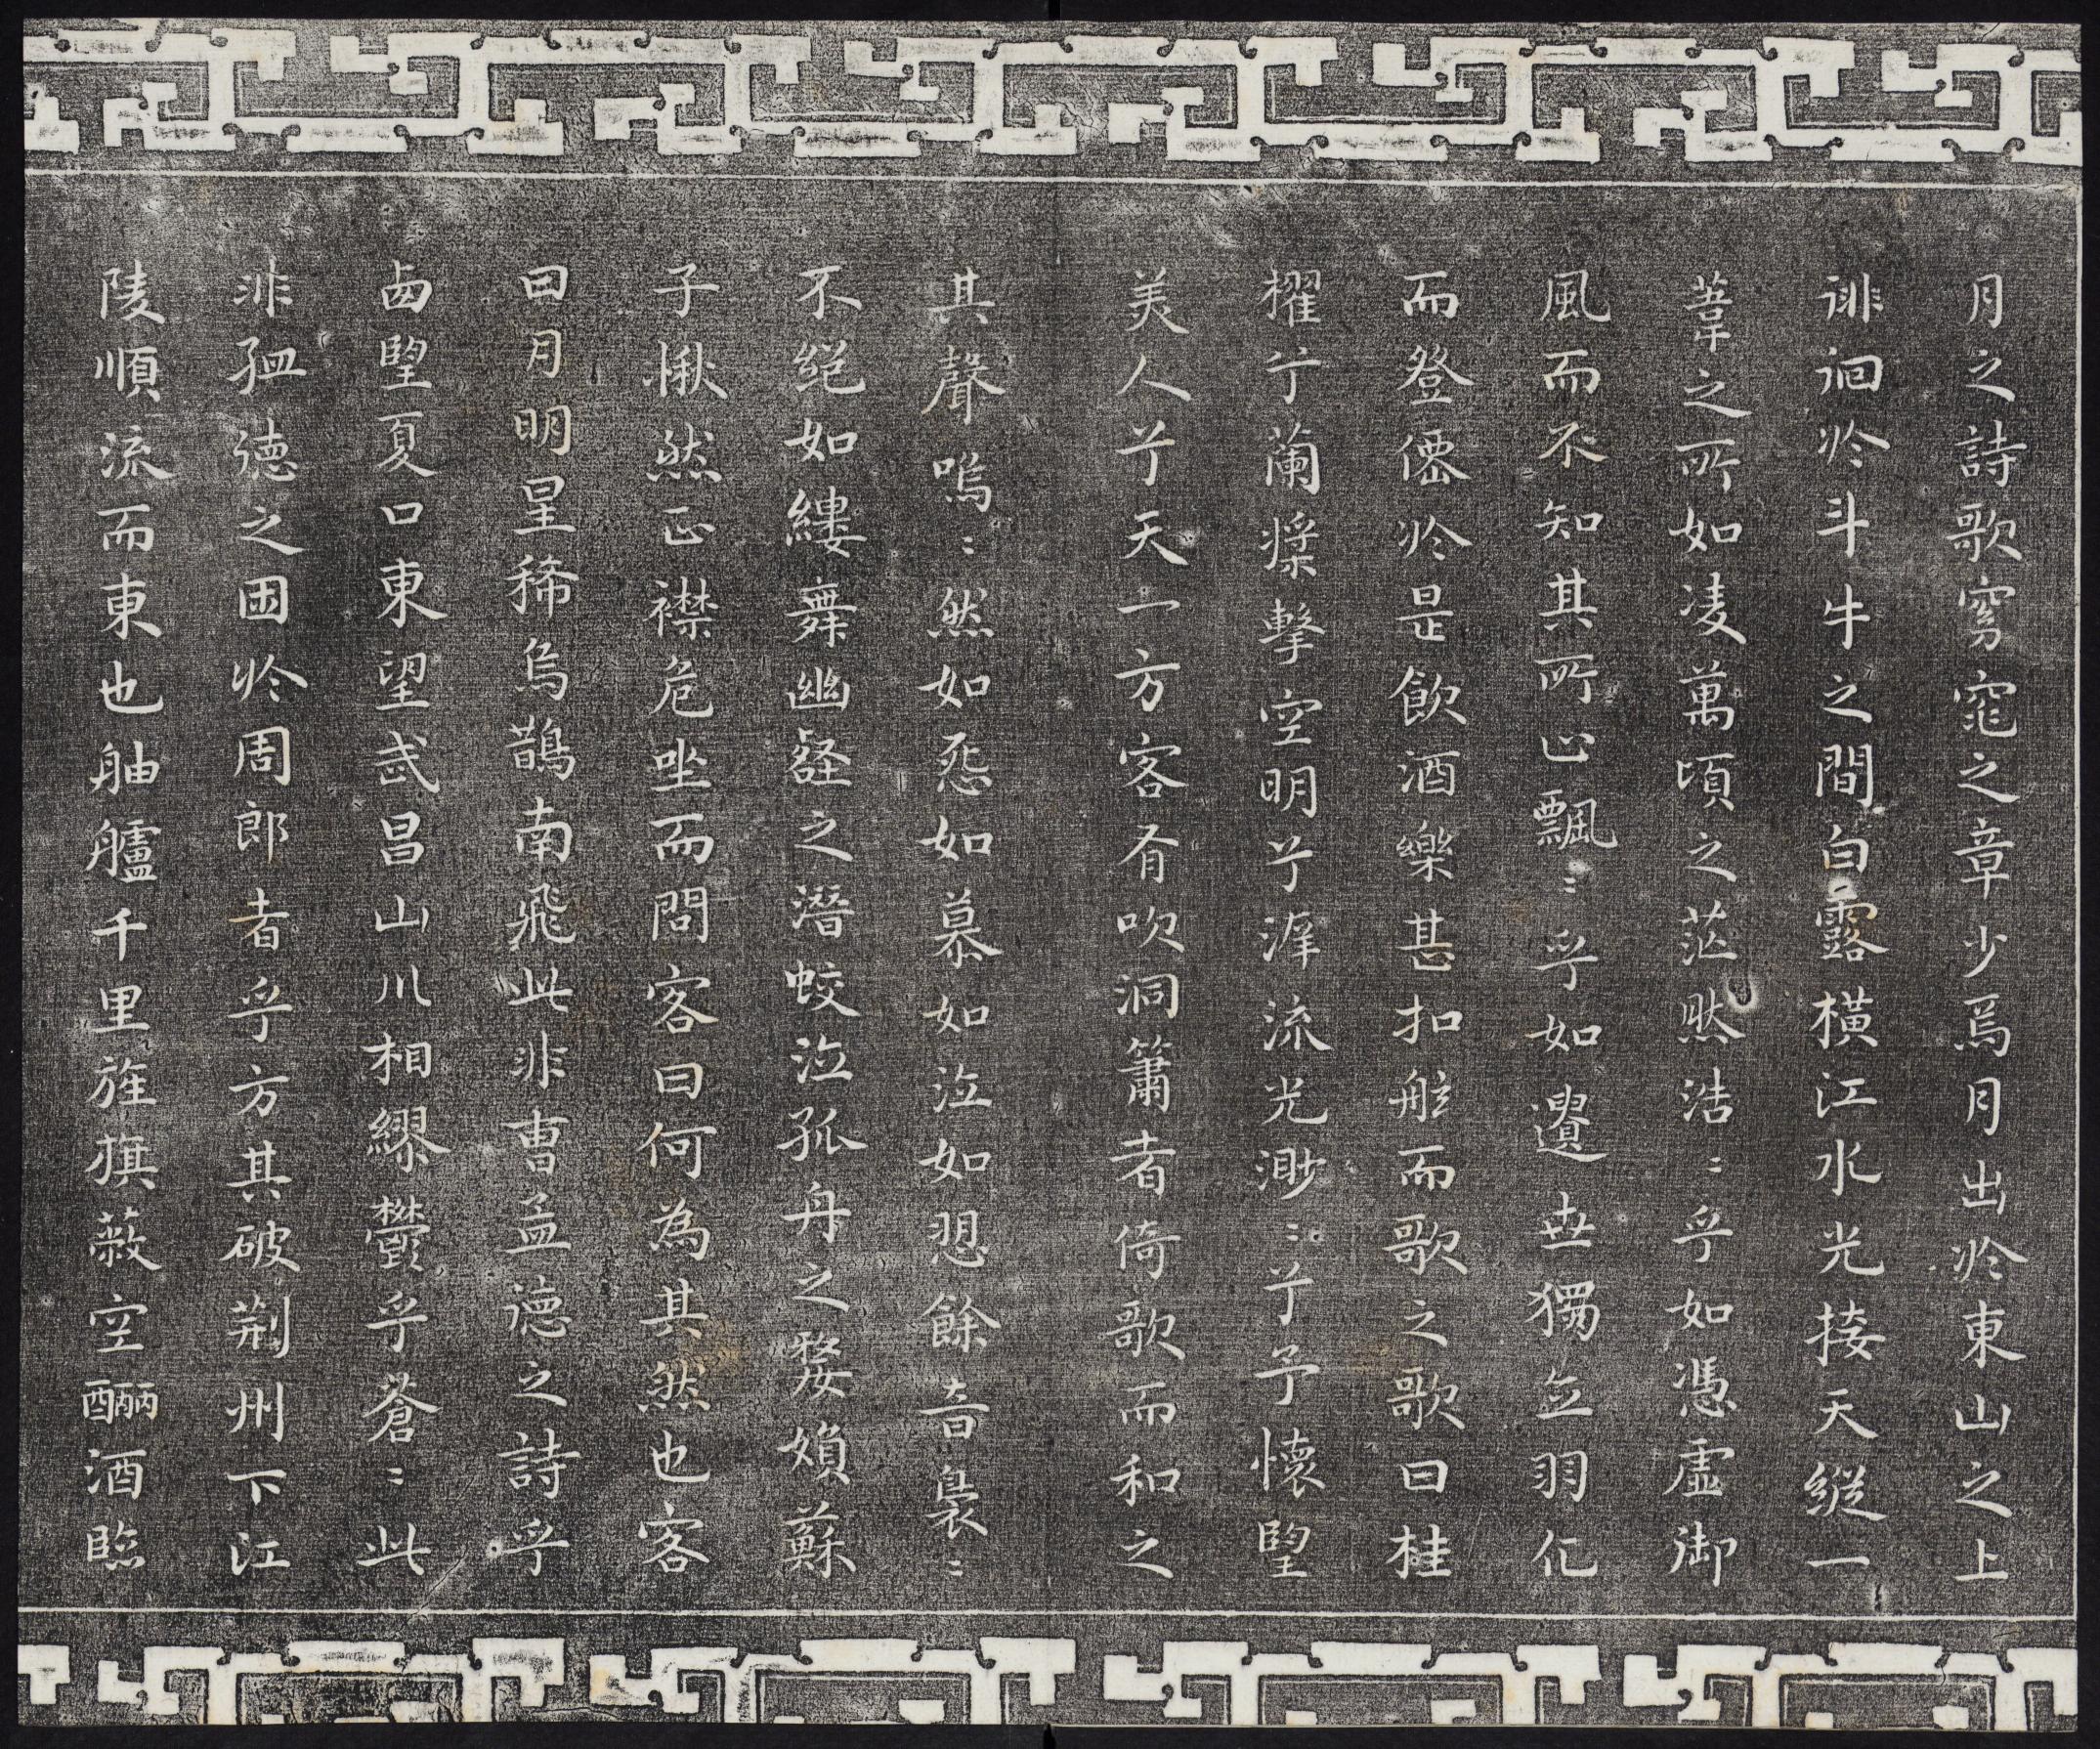 月之詩歌窈窕之章少焉月出於東山之上
徘徊於斗牛之間白露橫江水光接天縱一
葦之所如凌萬頃之茫然浩〻乎如馮虛御
風而不知其所止飄〻乎如遺世獨立羽化
而登僊於是飲酒樂甚扣舷而歌之歌曰桂
櫂兮蘭槳擊空明兮泝流光渺〻兮予懷望
美人兮天一方客有吹洞簫者倚歌而和之
其聲嗚〻然如怨如慕如泣如愬餘音裊〻
不絕如縷舞幽壑之潛蛟泣孤舟之嫠婦蘇
子愀然正襟危坐而問客曰何為其然也客
曰月明星稀烏鵲南飛此非曹孟德之詩乎
西望夏口東望武昌山川相繆鬱乎蒼〻此
非孟德之困於周郎者乎方其破荊州下江
陵順流而東也舳艫千里旌旗蔽空釃酒臨